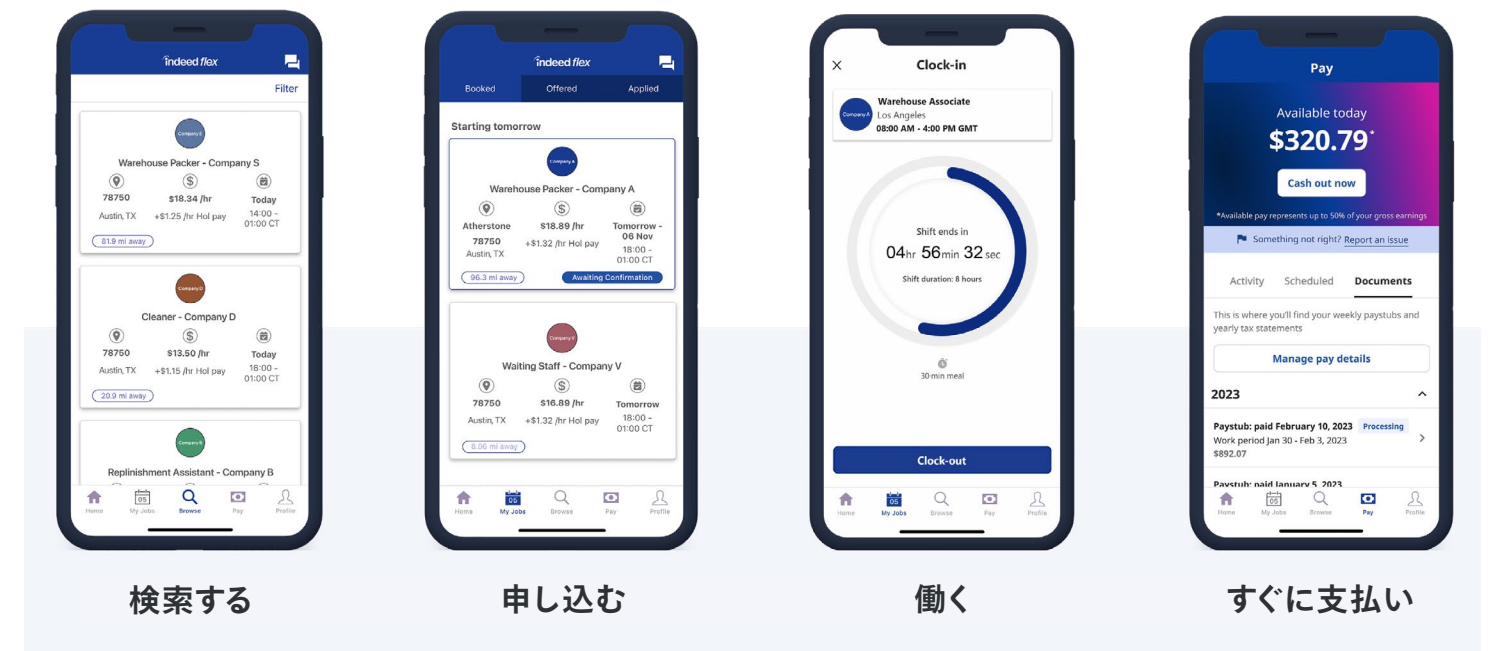 indeed flex
Filter
Company S
Warehouse Packer - Company S
78750 $18.34 /hr Today
Austin, TX +$1.25 /hr Hol pay 14:00 -
01:00 CT
81.9 mi away
Company D
Cleaner - Company D
78750 $13.50 /hr Today
Austin, TX +$1.15 /hr Hol pay 16:00 -
01:00 CT
20.9 mi away
Company B
Replinishment Assistant - Company B
05
Home My Jobs Browse Pay Profile
indeed flex
Booked Offered Applied
Starting tomorrow
Company A
Warehouse Packer - Company A
Atherstone $18.89 /hr Tomorrow -
06 Nov
78750 +$1.32 /hr Hol pay
18:00 -
Austin, TX
01:00 CT
96.3 mi away Awaiting Confirmation
Company V
Waiting Staff - Company V
78750 $16.89 /hr Tomorrow
Austin, TX +$1.32 /hr Hol pay 18:00 -
01:00 CT
8.06 mi away
05
Home My Jobs Browse Pay Profile
Clock-in
Company A
Warehouse Associate
Los Angeles
08:00 AM - 4:00 PM GMT
Shift ends in
04hr 56min 32 sec
Shift duration: 8 hours
30-min meal
Clock-out
05
Home My Jobs Browse Pay Profile
Pay
Available today
$320.79*
Cash out now
*Available pay represents up to 50% of your gross earnings
Something not right? Report an issue
Activity Scheduled Documents
This is where you'll find your weekly paystubs and
yearly tax statements
Manage pay details
2023
Paystub: paid February 10, 2023 Processing
Work period Jan 30 - Feb 3, 2023
$892.07
Paystub: paid January 5, 2023
05
Home My Jobs Browse Pay Profile
検索する
申し込む
働く
すぐに支払い